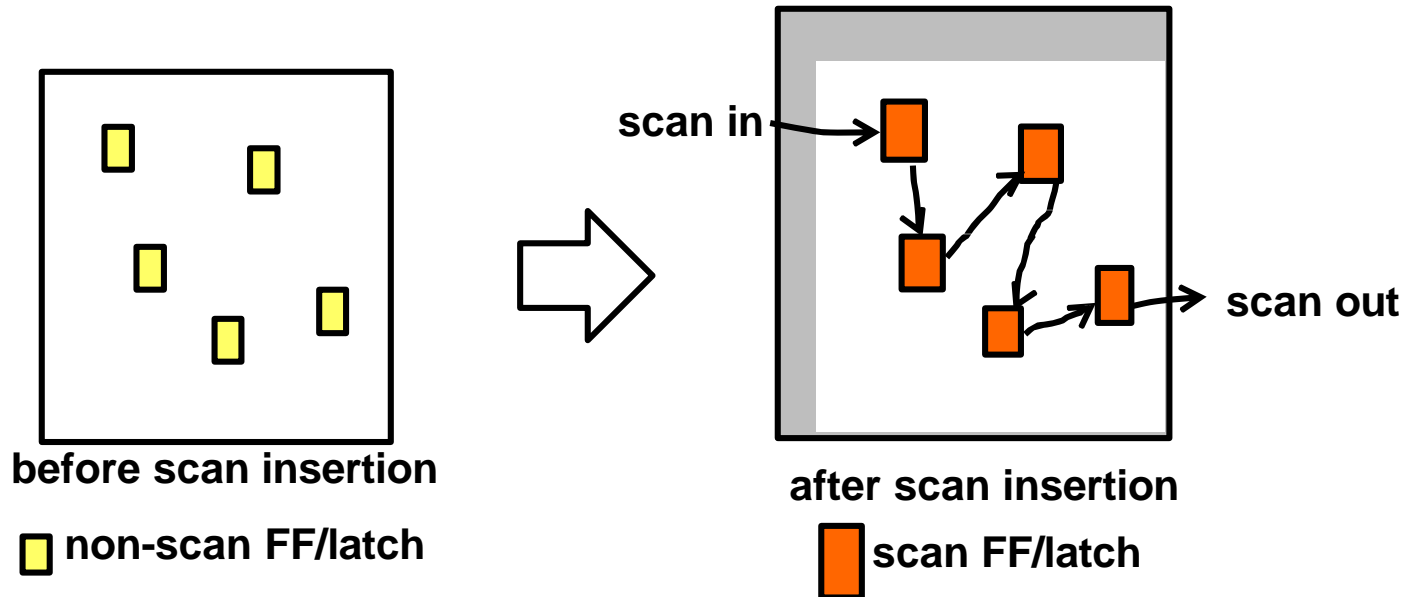 scan in
scan out
before scan insertion
after scan insertion
non-scan FF/latch
scan FF/latch